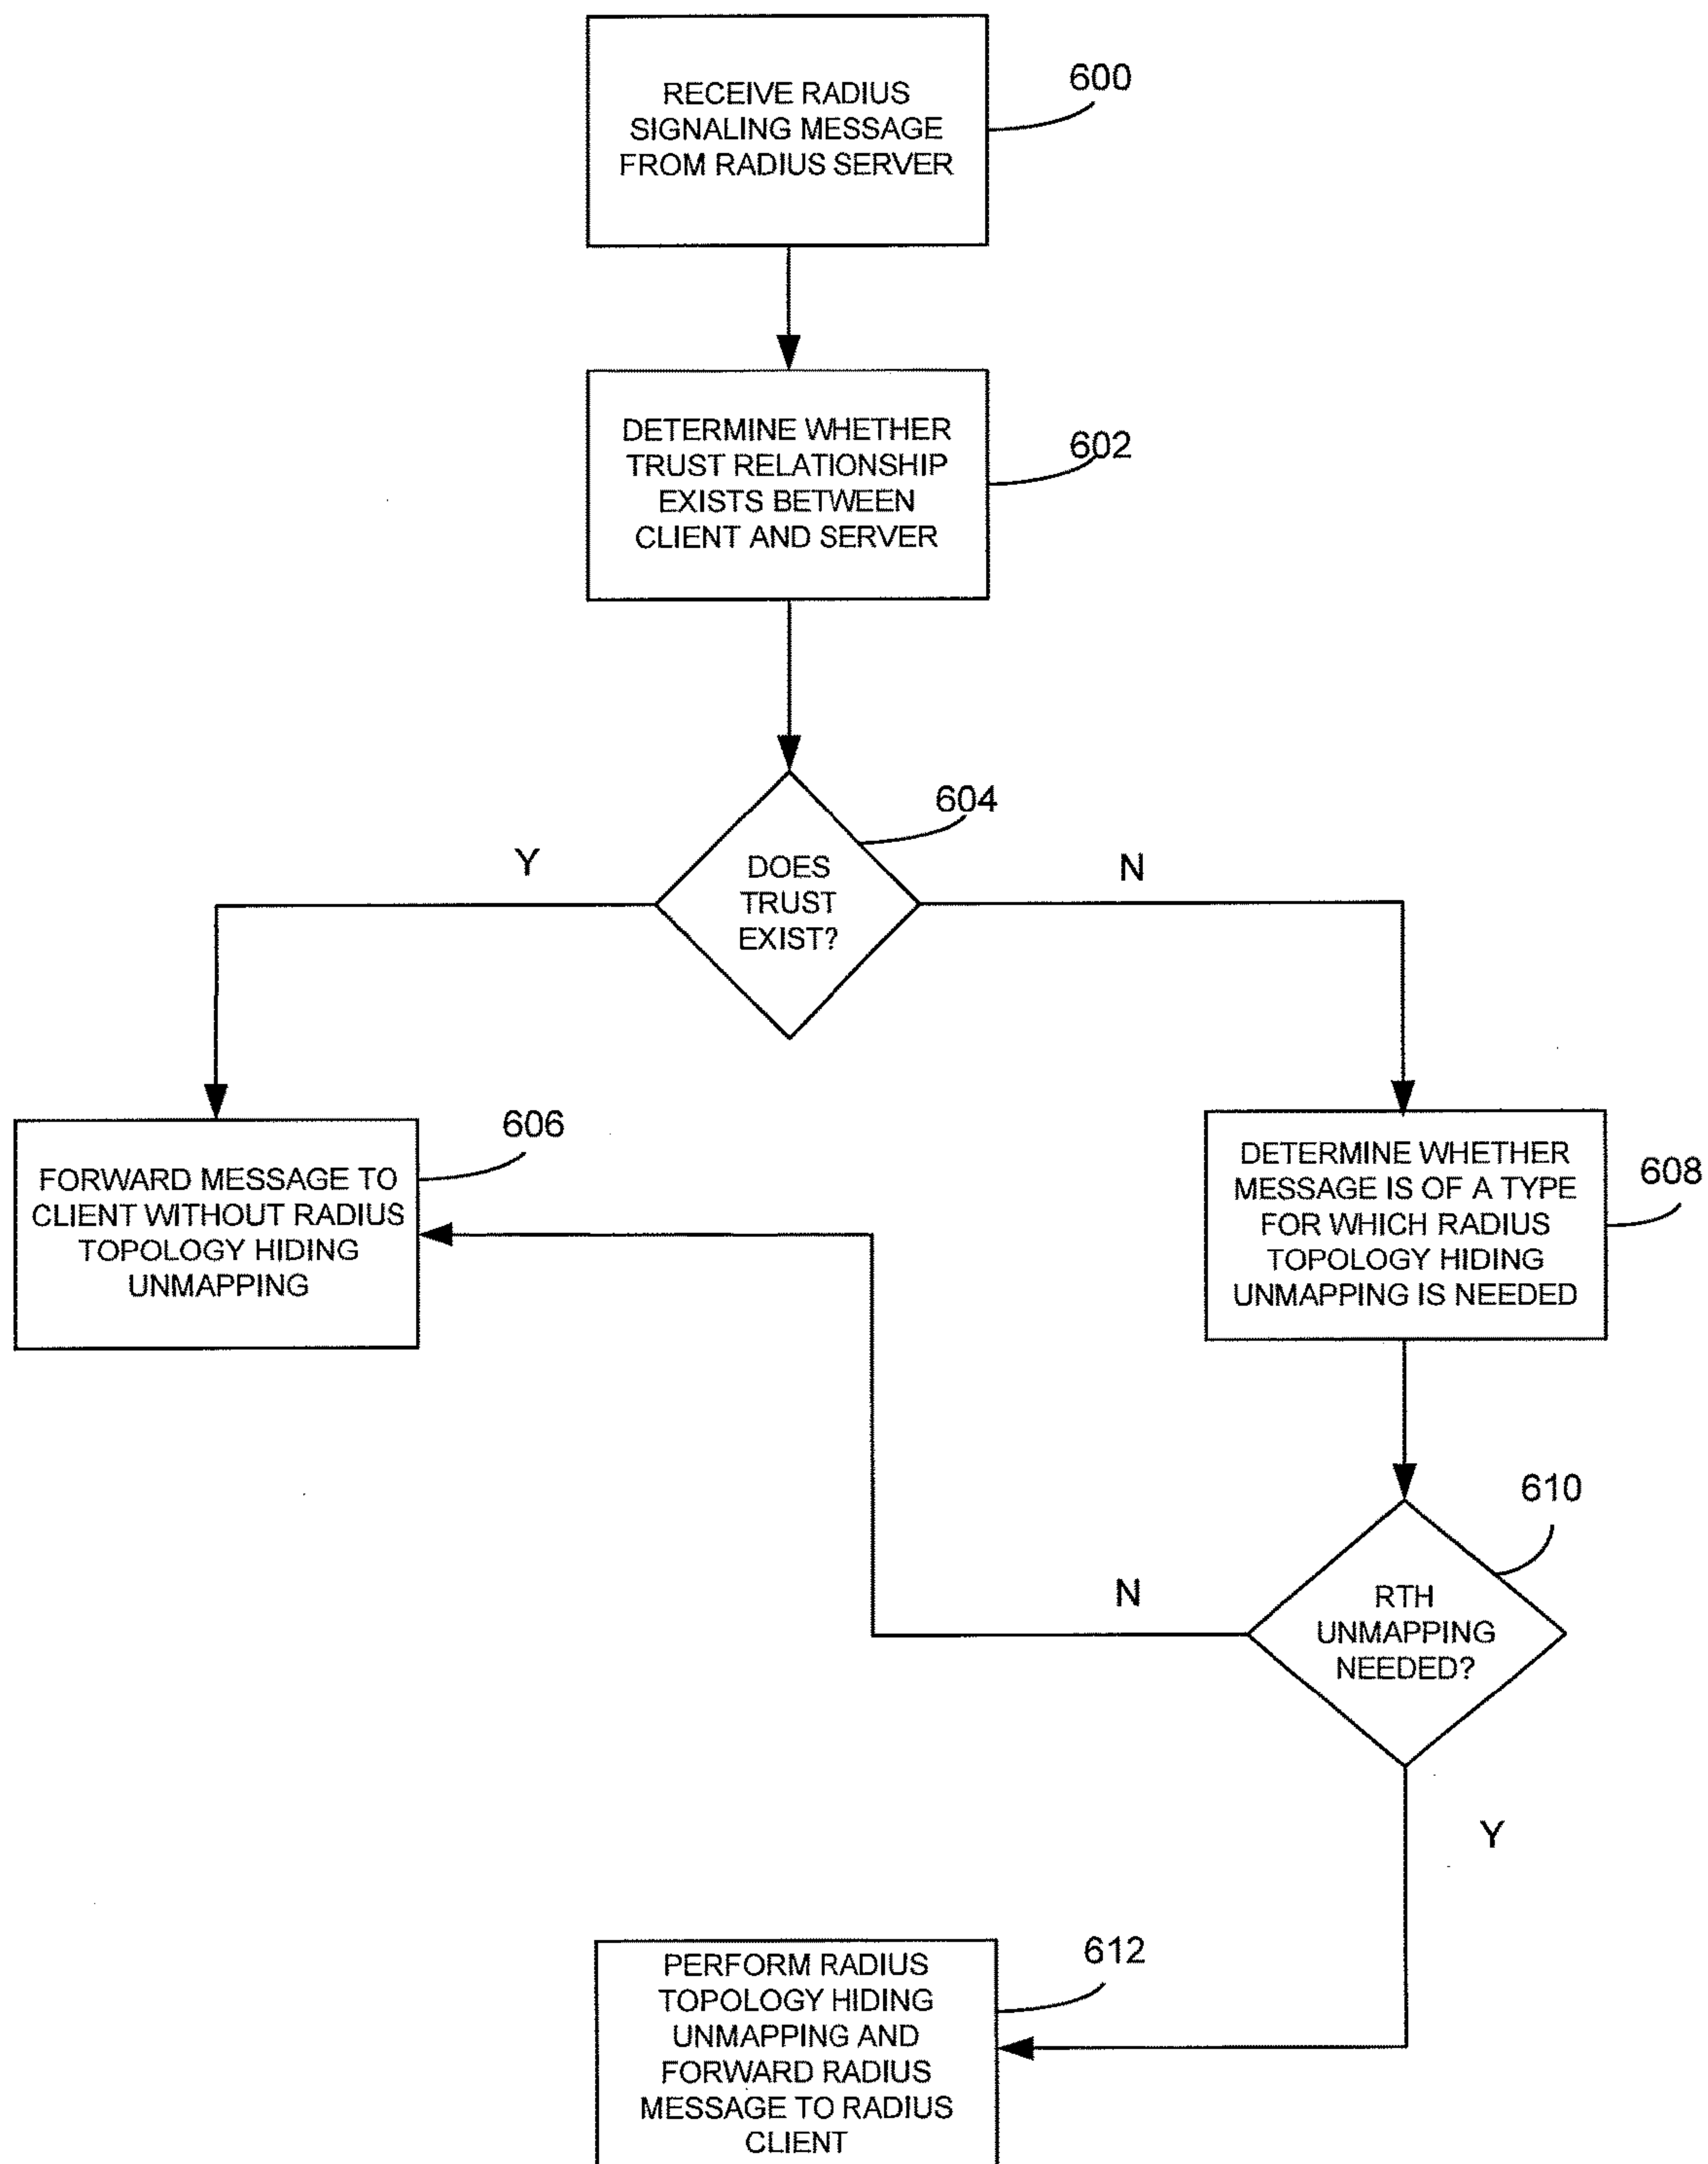 RECEIVE RADIUS
SIGNALING MESSAGE
FROM RADIUS SERVER
600
DETERMINE WHETHER
TRUST RELATIONSHIP
EXISTS BETWEEN
CLIENT AND SERVER
602
604
DOES
TRUST
EXIST?
Y
N
606
FORWARD MESSAGE TO
CLIENT WITHOUT RADIUS
TOPOLOGY HIDING
UNMAPPING
DETERMINE WHETHER
MESSAGE IS OF A TYPE
FOR WHICH RADIUS
TOPOLOGY HIDING
UNMAPPING IS NEEDED
608
610
RTH
UNMAPPING
NEEDED?
N
Y
612
PERFORM RADIUS
TOPOLOGY HIDING
UNMAPPING AND
FORWARD RADIUS
MESSAGE TO RADIUS
CLIENT